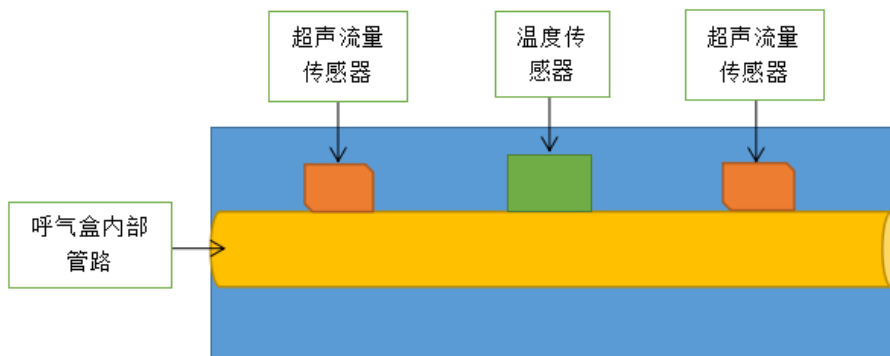 超声流量
传感器
温度传
感器
超声流量
传感器
呼气盒内部
管路